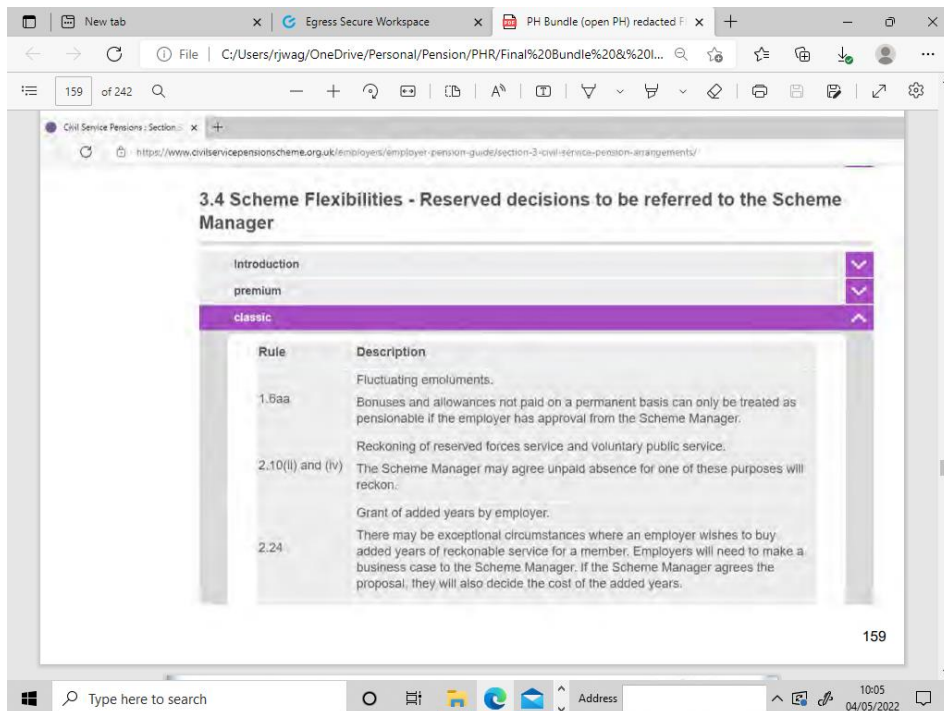 New tab
Egress Secure Workspace
PH Bundle (open PH) redacted F
File
C:/Users/rjwag/OneDrive/Personal/Pension/PHR/Final%20Bundle%20&%20I...
159 of 242
Civil Service Pensions : Section
https://www.civilservicepensionscheme.org.uk/employers/employer-pension-guide/section-3-civil-service-pension-arrangements/
3.4 Scheme Flexibilities - Reserved decisions to be referred to the Scheme
Manager
Introduction
premium
classic
Rule Description
Fluctuating emoluments.
1.6aa
Bonuses and allowances not paid on a permanent basis can only be treated as
pensionable if the employer has approval from the Scheme Manager.
Reckoning of reserved forces service and voluntary public service.
2.10(ii) and (iv) The Scheme Manager may agree unpaid absence for one of these purposes will
reckon.
Grant of added years by employer.
There may be exceptional circumstances where an employer wishes to buy
2.24 added years of reckonable service for a member. Employers will need to make a
business case to the Scheme Manager. If the Scheme Manager agrees the
proposal, they will also decide the cost of the added years.
159
Type here to search
Address
10:05
04/05/2022